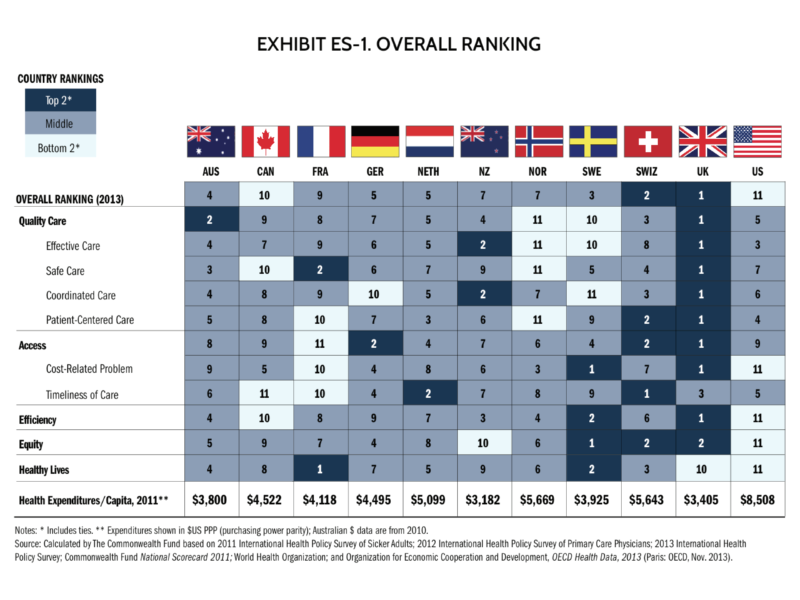 EXHIBIT ES-1. OVERALL RANKING
COUNTRY RANKINGS
Top 2*
Middle
Bottom 2*
AUS CAN FRA GER NETH NZ NOR SWE SWIZ UK US
OVERALL RANKING (2013) 4 10 9 5 5 7 7 3 2 1 11
Quality Care 2 9 8 7 5 4 11 10 3 1 5
Effective Care 4 7 9 6 5 2 11 10 8 1 3
Safe Care 3 10 2 6 7 9 11 5 4 1 7
Coordinated Care 4 8 9 10 5 2 7 11 3 1 6
Patient-Centered Care 5 8 10 7 3 6 11 9 2 1 4
Access 8 9 11 2 4 7 6 4 2 1 9
Cost-Related Problem 9 5 10 4 8 6 3 1 7 1 11
Timeliness of Care 6 11 10 4 2 7 8 9 1 3 5
Efficiency 4 10 8 9 7 3 4 2 6 1 11
Equity 5 9 7 4 8 10 6 1 2 2 11
Healthy Lives 4 8 1 7 5 9 6 2 3 10 11
Health Expenditures/Capita, 2011** $3,800 $4,522 $4,118 $4,495 $5,099 $3,182 $5,669 $3,925 $5,643 $3,405 $8,508
Notes: * Includes ties. ** Expenditures shown in $US PPP (purchasing power parity); Australian $ data are from 2010.
Source: Calculated by The Commonwealth Fund based on 2011 International Health Policy Survey of Sicker Adults; 2012 International Health Policy Survey of Primary Care Physicians; 2013 International Health
Policy Survey; Commonwealth Fund National Scorecard 2011; World Health Organization; and Organization for Economic Cooperation and Development, OECD Health Data, 2013 (Paris: OECD, Nov. 2013).